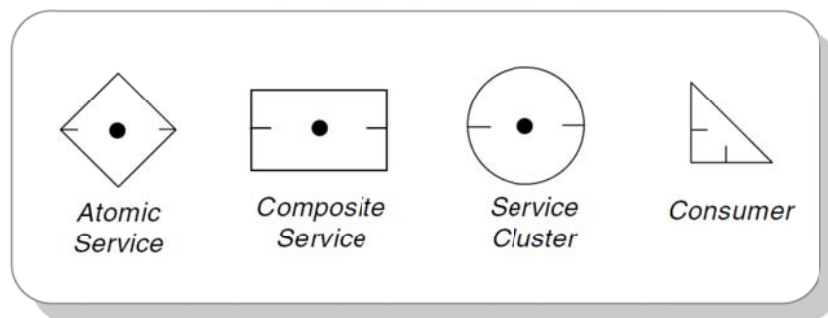 Atomic
Service
Composite
Service
Service
Cluster
Consumer